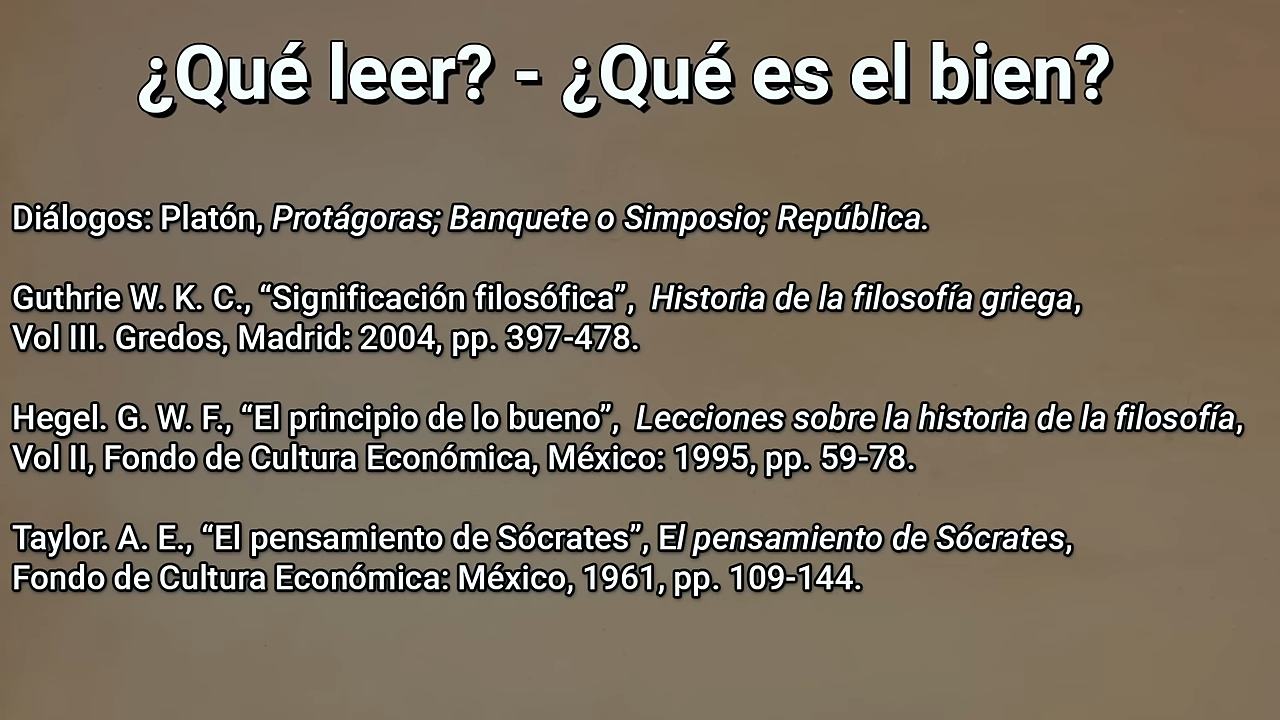 ¿Qué leer? - ¿Qué es el bien?
Diálogos: Platón, Protágoras; Banquete o Simposio; República.
Guthrie W. K. C., “Significación filosófica”, Historia de la filosofía griega,
Vol III. Gredos, Madrid: 2004, pp. 397-478.
Hegel. G. W. F., “El principio de lo bueno”, Lecciones sobre la historia de la filosofía,
Vol II, Fondo de Cultura Económica, México: 1995, pp. 59-78.
Taylor. A. E., “El pensamiento de Sócrates”, El pensamiento de Sócrates,
Fondo de Cultura Económica: México, 1961, pp. 109-144.